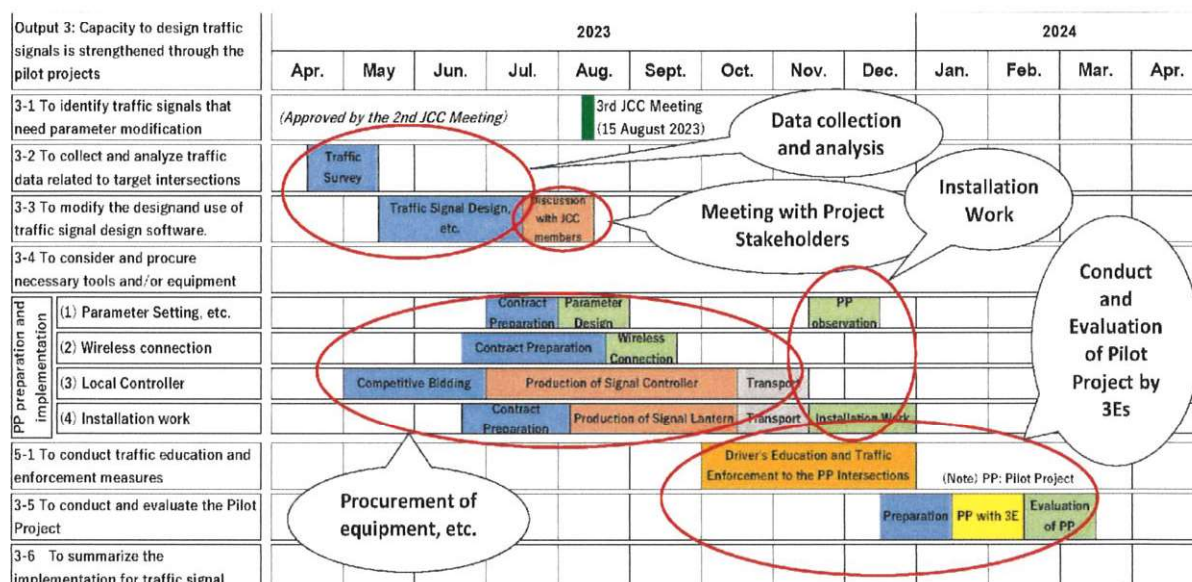 Output 3: Capacity to design traffic
signals is strengthened through the
pilot projects
2023
2024
Apr.
May
Jun.
Jul.
Aug.
Sept.
Oct.
Nov.
Dec.
Jan.
Feb.
Mar.
Apr.
3-1 To identify traffic signals that
need parameter modification
(Approved by the 2nd JCC Meeting)
3rd JCC Meeting
(15 August 2023)
Data collection
and analysis
3-2 To collect and analyze traffic
data related to target intersections
Traffic
Survey
Installation
Work
3-3 To modify the designand use of
traffic signal design software.
Traffic Signal Design,
etc.
Discussion
with JCC
members
Meeting with Project
Stakeholders
3-4 To consider and procure
necessary tools and/or equipment
Conduct
and
Evaluation
of Pilot
Project by
3Es
PP preparation and
implementation
(1) Parameter Setting, etc.
Contract
Preparation
Parameter
Design
PP
observation
(2) Wireless connection
Contract Preparation
Wireless
Connection
(3) Local Controller
Competitive Bidding
Production of Signal Controller
Transport
(4) Installation work
Contract
Preparation
Production of Signal Lantern
Transport
Installation Work
5-1 To conduct traffic education and
enforcement measures
Driver's Education and Traffic
Enforcement to the PP Intersections
(Note) PP: Pilot Project
Procurement of
equipment, etc.
3-5 To conduct and evaluate the Pilot
Project
Preparation
PP with 3E
Evaluation
of PP
3-6 To summarize the
implementation for traffic signal